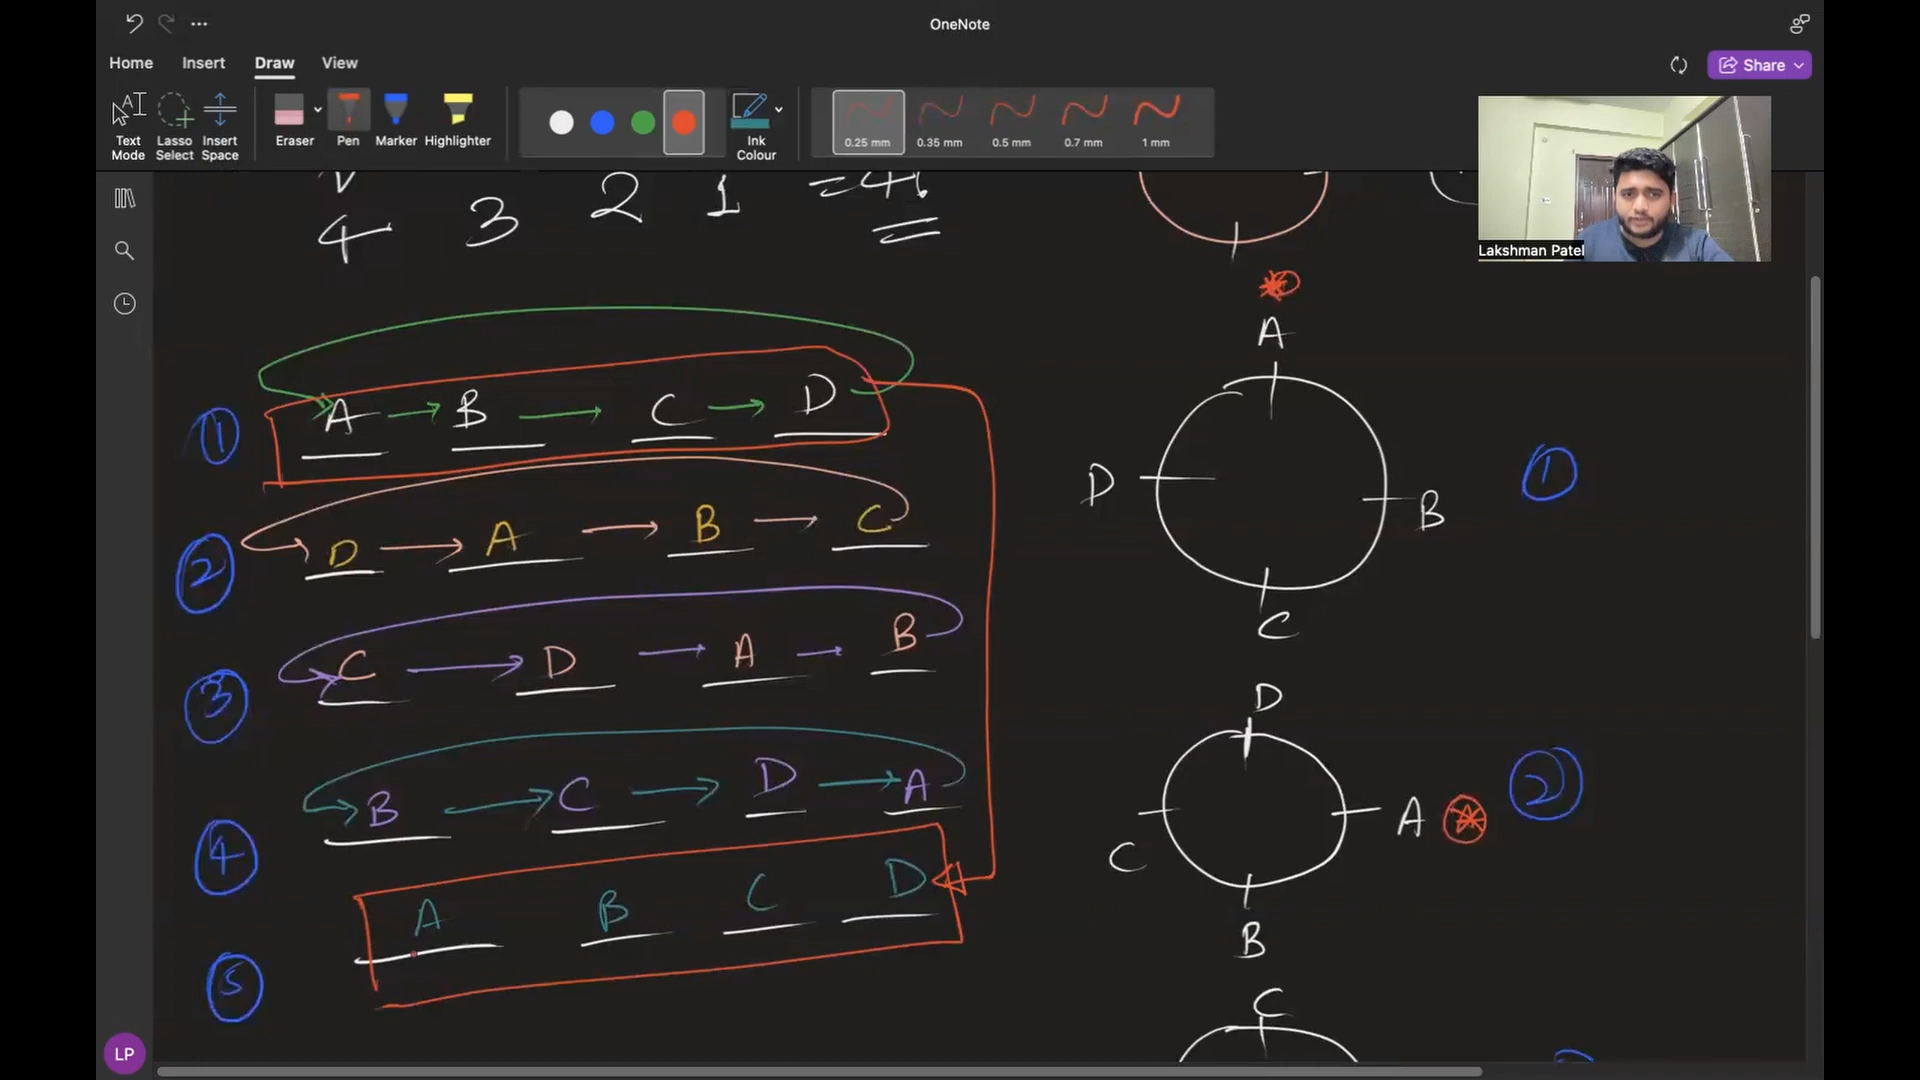 OneNote
Home Insert Draw View
Share
Text Mode
Lasso Select
Insert Space
Eraser
Pen
Marker
Highlighter
Ink Colour
0.25 mm 0.35 mm 0.5 mm 0.7 mm 1 mm
Lakshman Patel
4 3 2 1 =4!
① A → B → C → D
② D → A → B → C
③ C → D → A → B
④ B → C → D → A
⑤ A B C D
A
D B ①
C
D
C A ②
B
C
LP